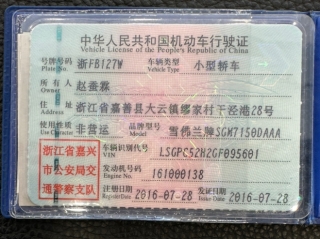 中华人民共和国机动车行驶证
Vehicle License of the People's Republic of China
号牌号码 浙FB127W 车辆类型 小型轿车
Plate No. Vehicle Type
所有人 赵蚕霖
Owner
住址 浙江省嘉善县大云镇缪家村干泾港28号
Address
使用性质 非营运 品牌型号 雪佛兰牌SGM7150DAAA
Use Character Model
浙江省嘉兴
市公安局交
通警察支队
车辆识别代号 LSGPC52H2GF095601
VIN
发动机号码 161000138
Engine No.
注册日期 2016-07-28 发证日期 2016-07-28
Register Date Issue Date